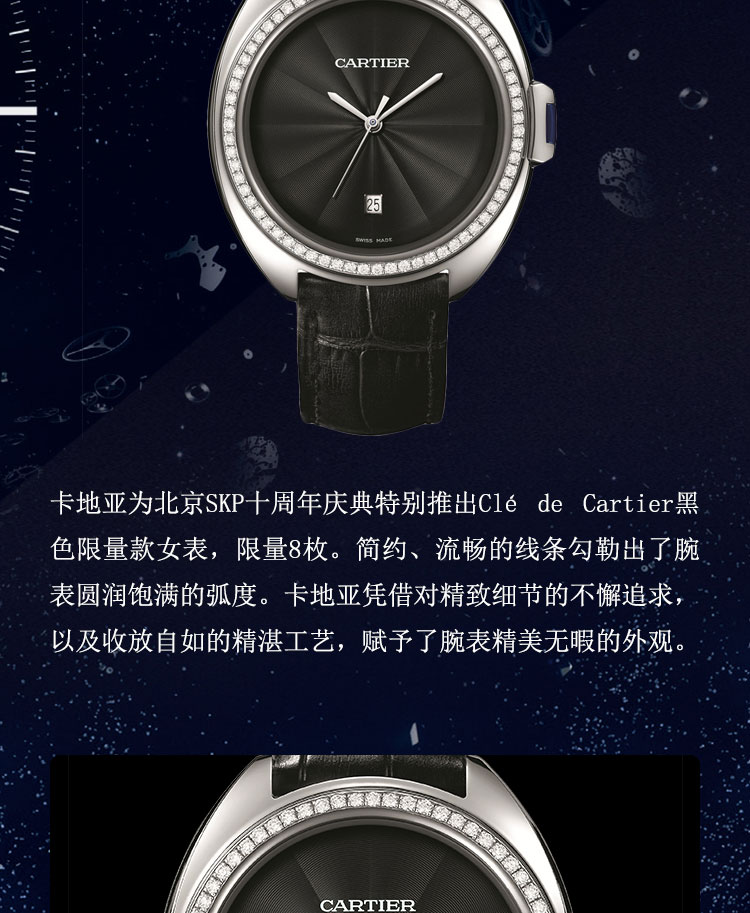 CARTIER
25
SWISS MADE
卡地亚为北京SKP十周年庆典特别推出Clé de Cartier黑
色限量款女表，限量8枚。简约、流畅的线条勾勒出了腕
表圆润饱满的弧度。卡地亚凭借对精致细节的不懈追求，
以及收放自如的精湛工艺，赋予了腕表精美无暇的外观。
CARTIER